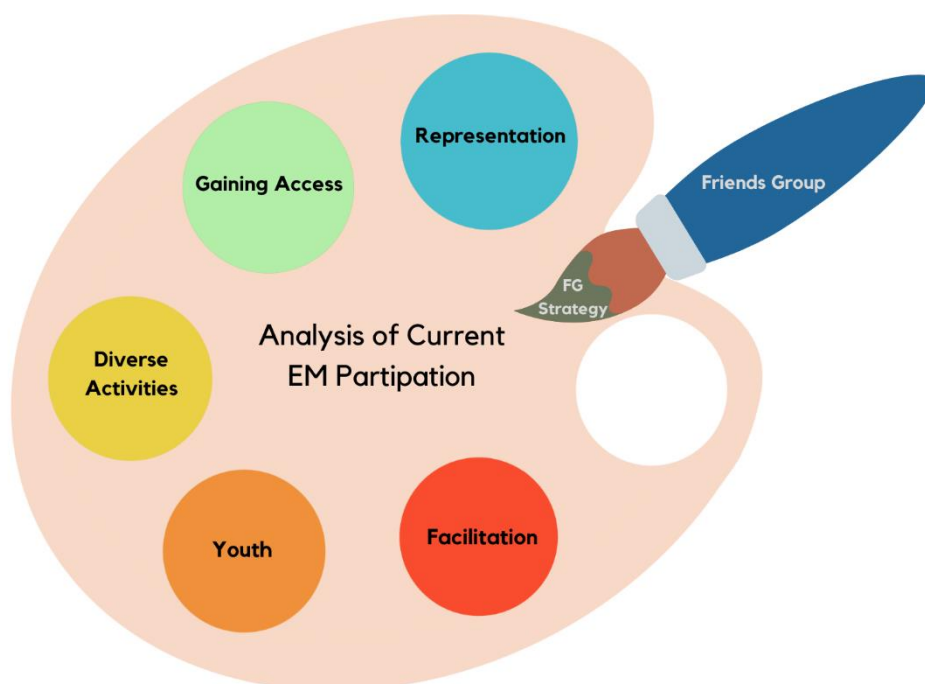 Representation
Gaining Access
Friends Group
FG
Strategy
Analysis of Current
EM Partipation
Diverse
Activities
Youth
Facilitation